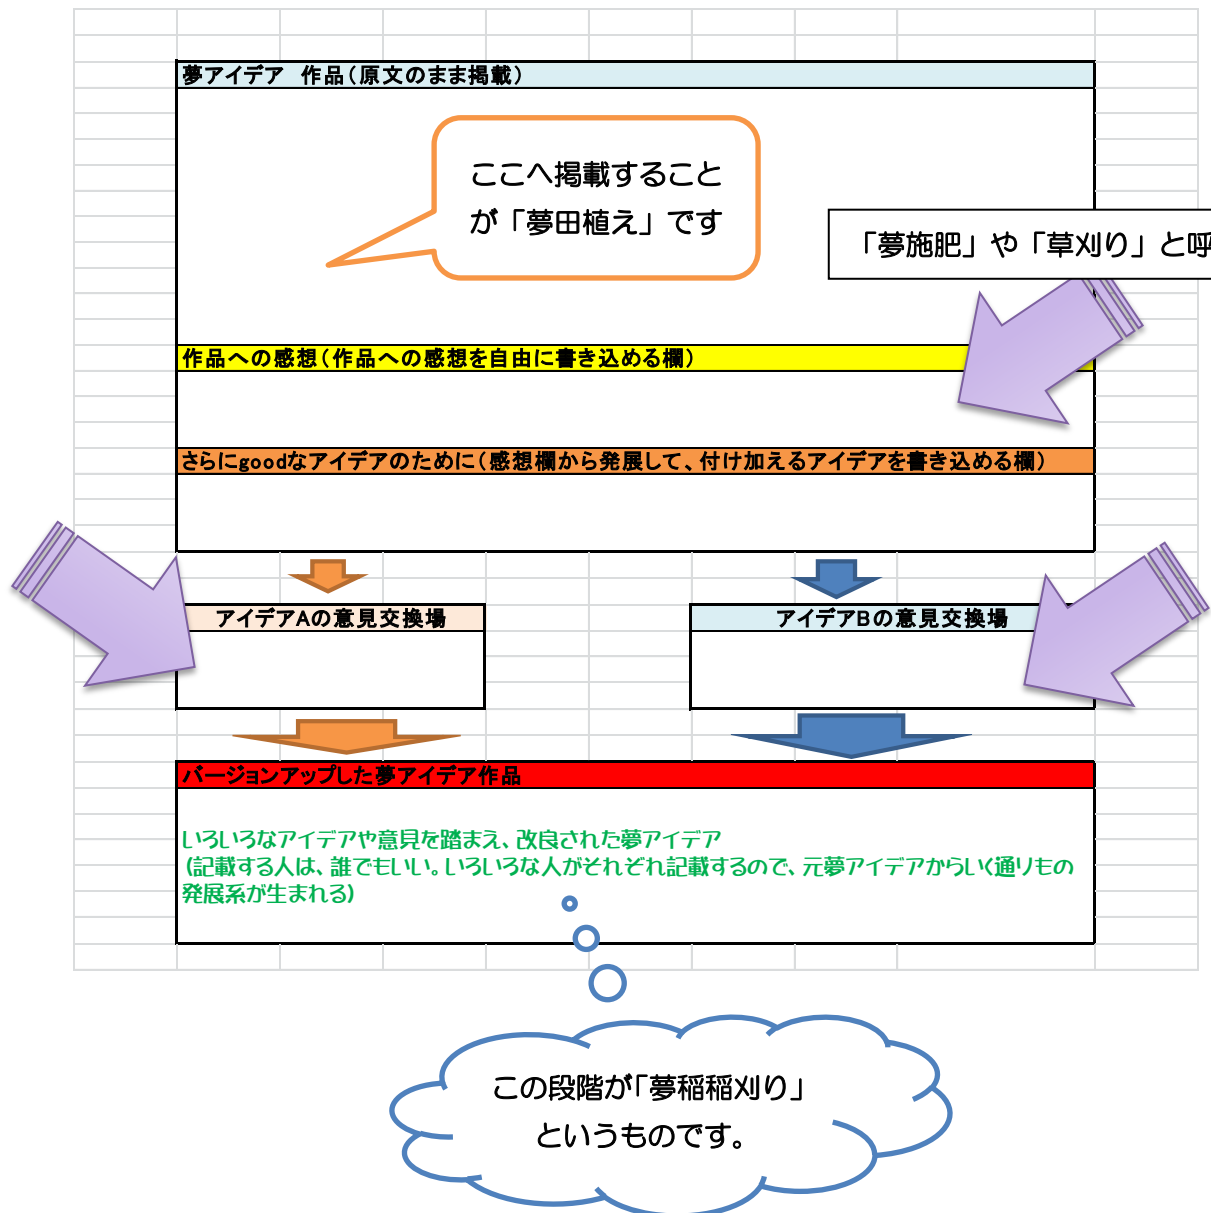 夢アイデア　作品（原文のまま掲載）
ここへ掲載すること
が「夢田植え」です
「夢施肥」や「草刈り」と呼
作品への感想（作品への感想を自由に書き込める欄）
さらにgoodなアイデアのために（感想欄から発展して、付け加えるアイデアを書き込める欄）
アイデアAの意見交換場
アイデアBの意見交換場
バージョンアップした夢アイデア作品
いろいろなアイデアや意見を踏まえ、改良された夢アイデア
（記載する人は、誰でもいい。いろいろな人がそれぞれ記載するので、元夢アイデアからいく通りもの
発展系が生まれる）
この段階が「夢稲稲刈り」
というものです。